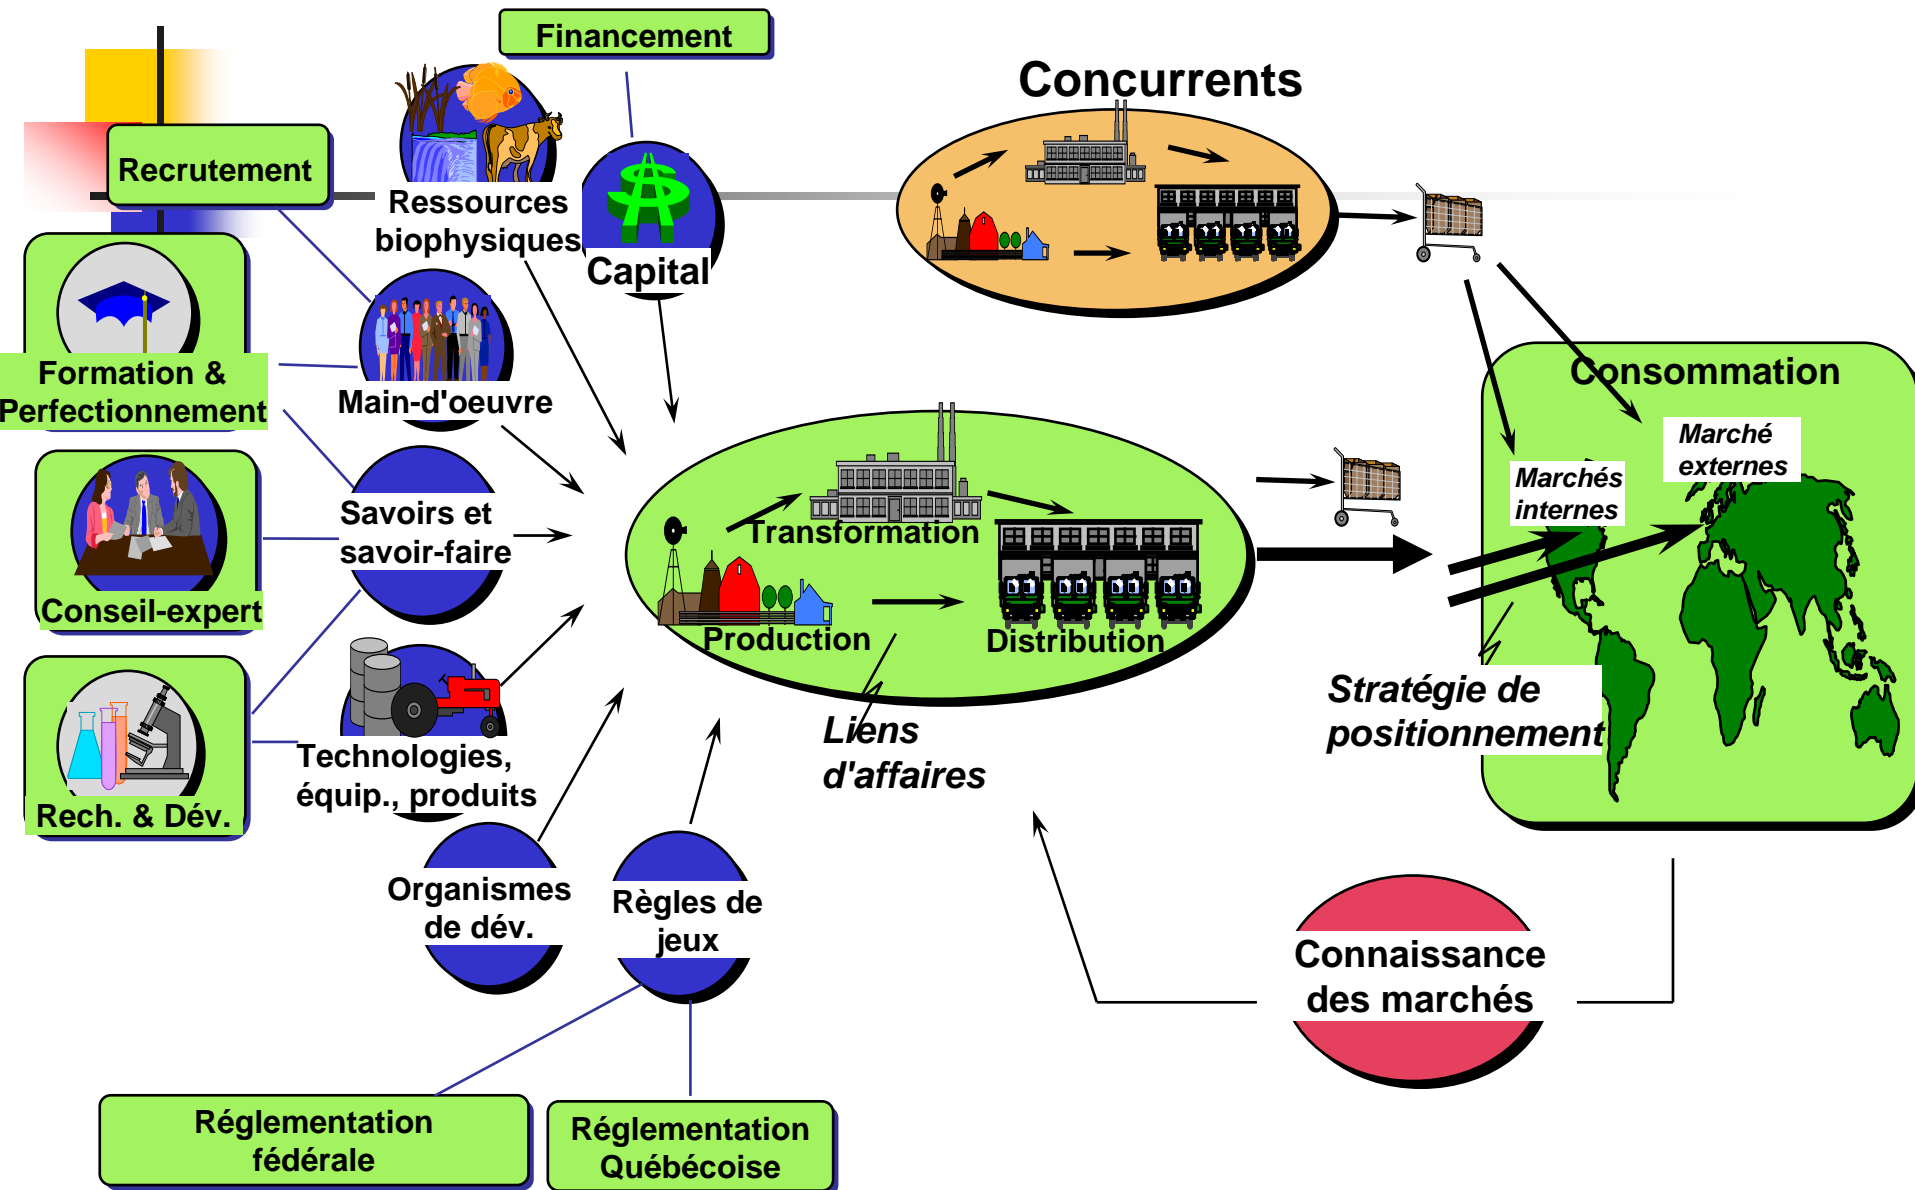 Financement
Concurrents
Recrutement
Ressources
biophysiques
Capital
Formation &
Perfectionnement
Main-d'oeuvre
Consommation
Marché
externes
Marchés
internes
Savoirs et
savoir-faire
Transformation
Conseil-expert
Production
Distribution
Stratégie de
positionnement
Liens
d'affaires
Technologies,
équip., produits
Rech. & Dév.
Organismes
de dév.
Règles de
jeux
Connaissance
des marchés
Réglementation
fédérale
Réglementation
Québécoise